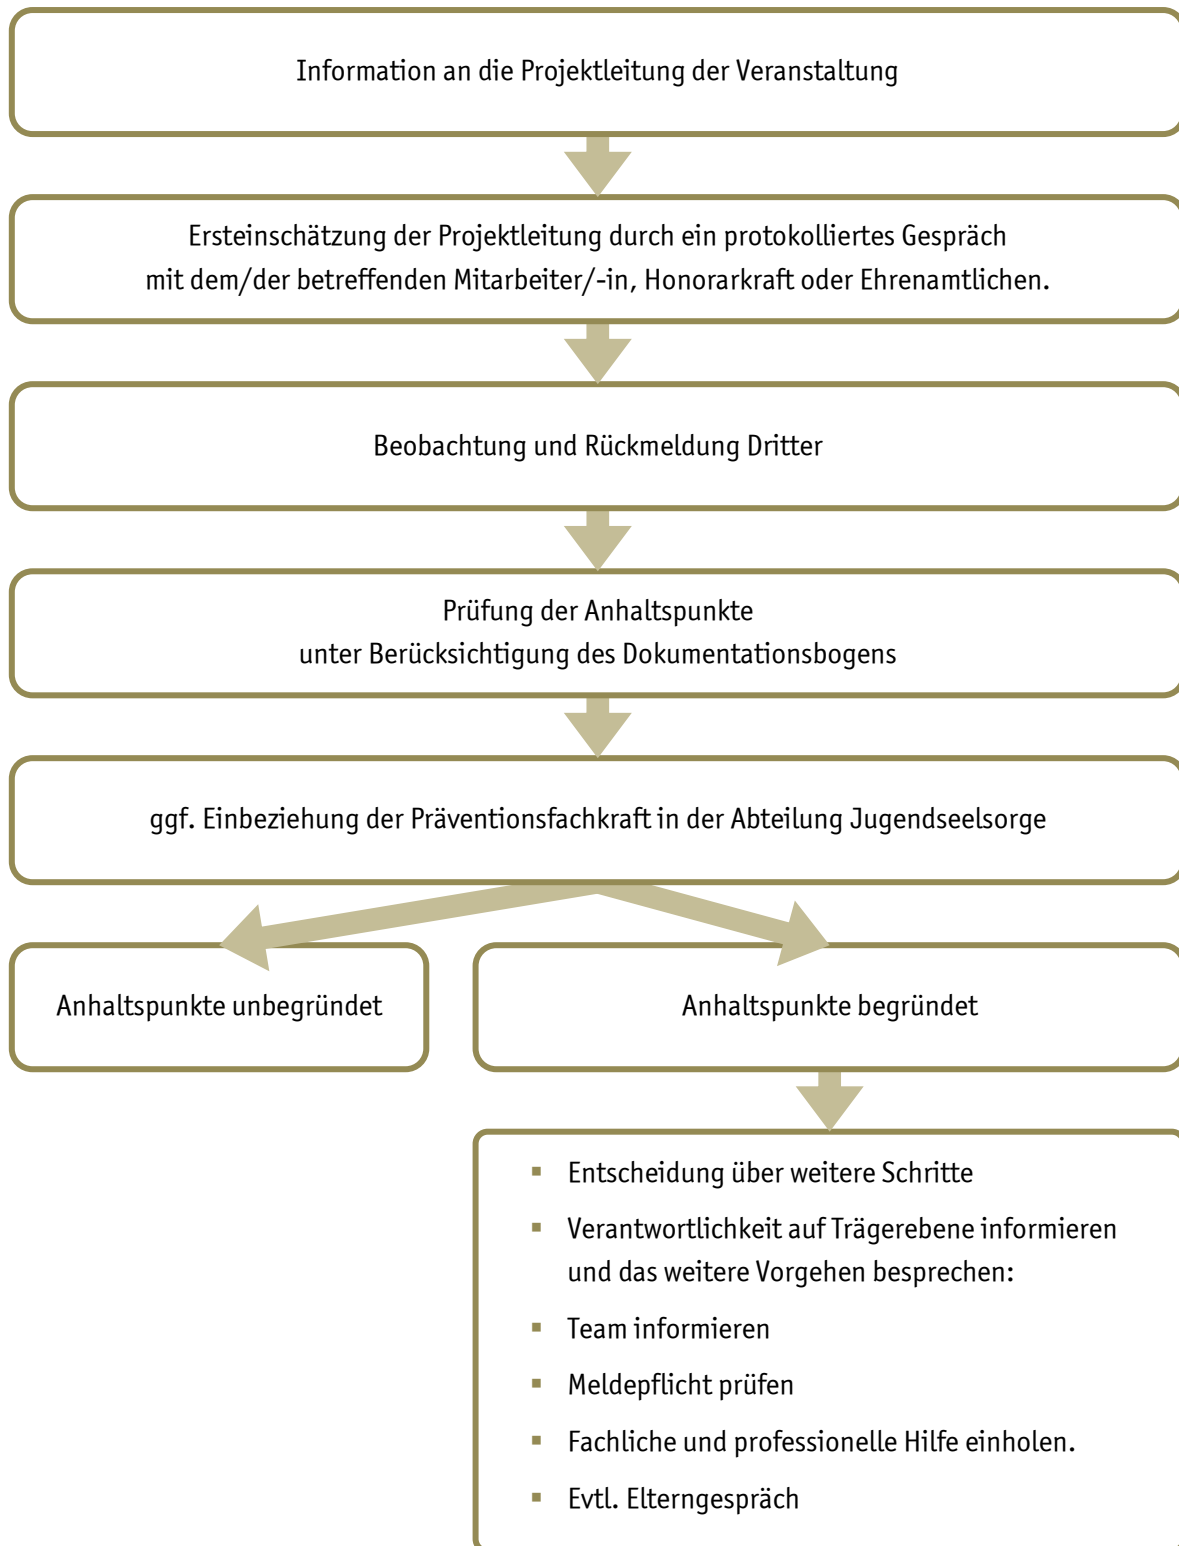 Information an die Projektleitung der Veranstaltung
Ersteinschätzung der Projektleitung durch ein protokolliertes Gespräch
mit dem/der betreffenden Mitarbeiter/-in, Honorarkraft oder Ehrenamtlichen.
Beobachtung und Rückmeldung Dritter
Prüfung der Anhaltspunkte
unter Berücksichtigung des Dokumentationsbogens
ggf. Einbeziehung der Präventionsfachkraft in der Abteilung Jugendseelsorge
Anhaltspunkte unbegründet
Anhaltspunkte begründet
▪ Entscheidung über weitere Schritte
▪ Verantwortlichkeit auf Trägerebene informieren
und das weitere Vorgehen besprechen:
▪ Team informieren
▪ Meldepflicht prüfen
▪ Fachliche und professionelle Hilfe einholen.
▪ Evtl. Elterngespräch